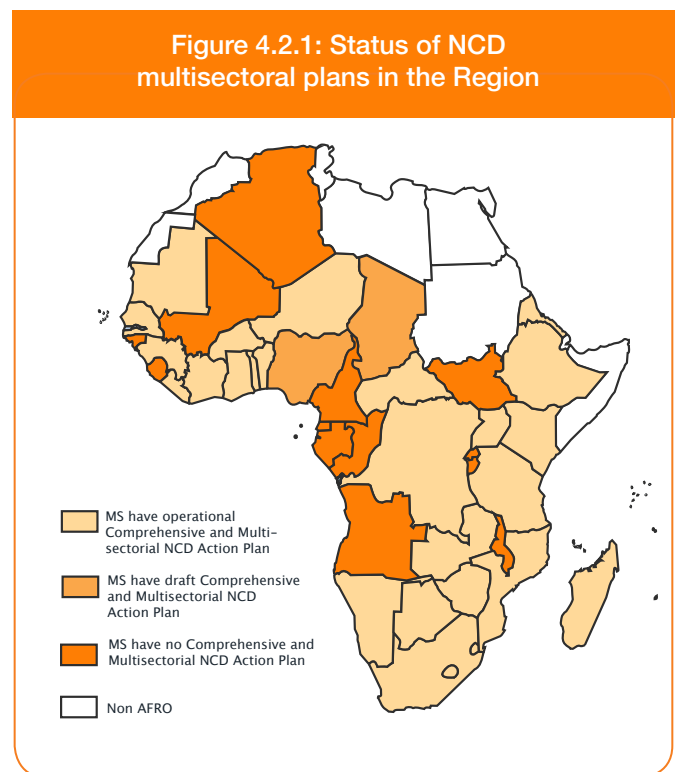 Figure 4.2.1: Status of NCD
multisectoral plans in the Region
MS have operational
Comprehensive and Multi-
sectorial NCD Action Plan
MS have draft Comprehensive
and Multisectorial NCD
Action Plan
MS have no Comprehensive and
Multisectorial NCD Action Plan
Non AFRO